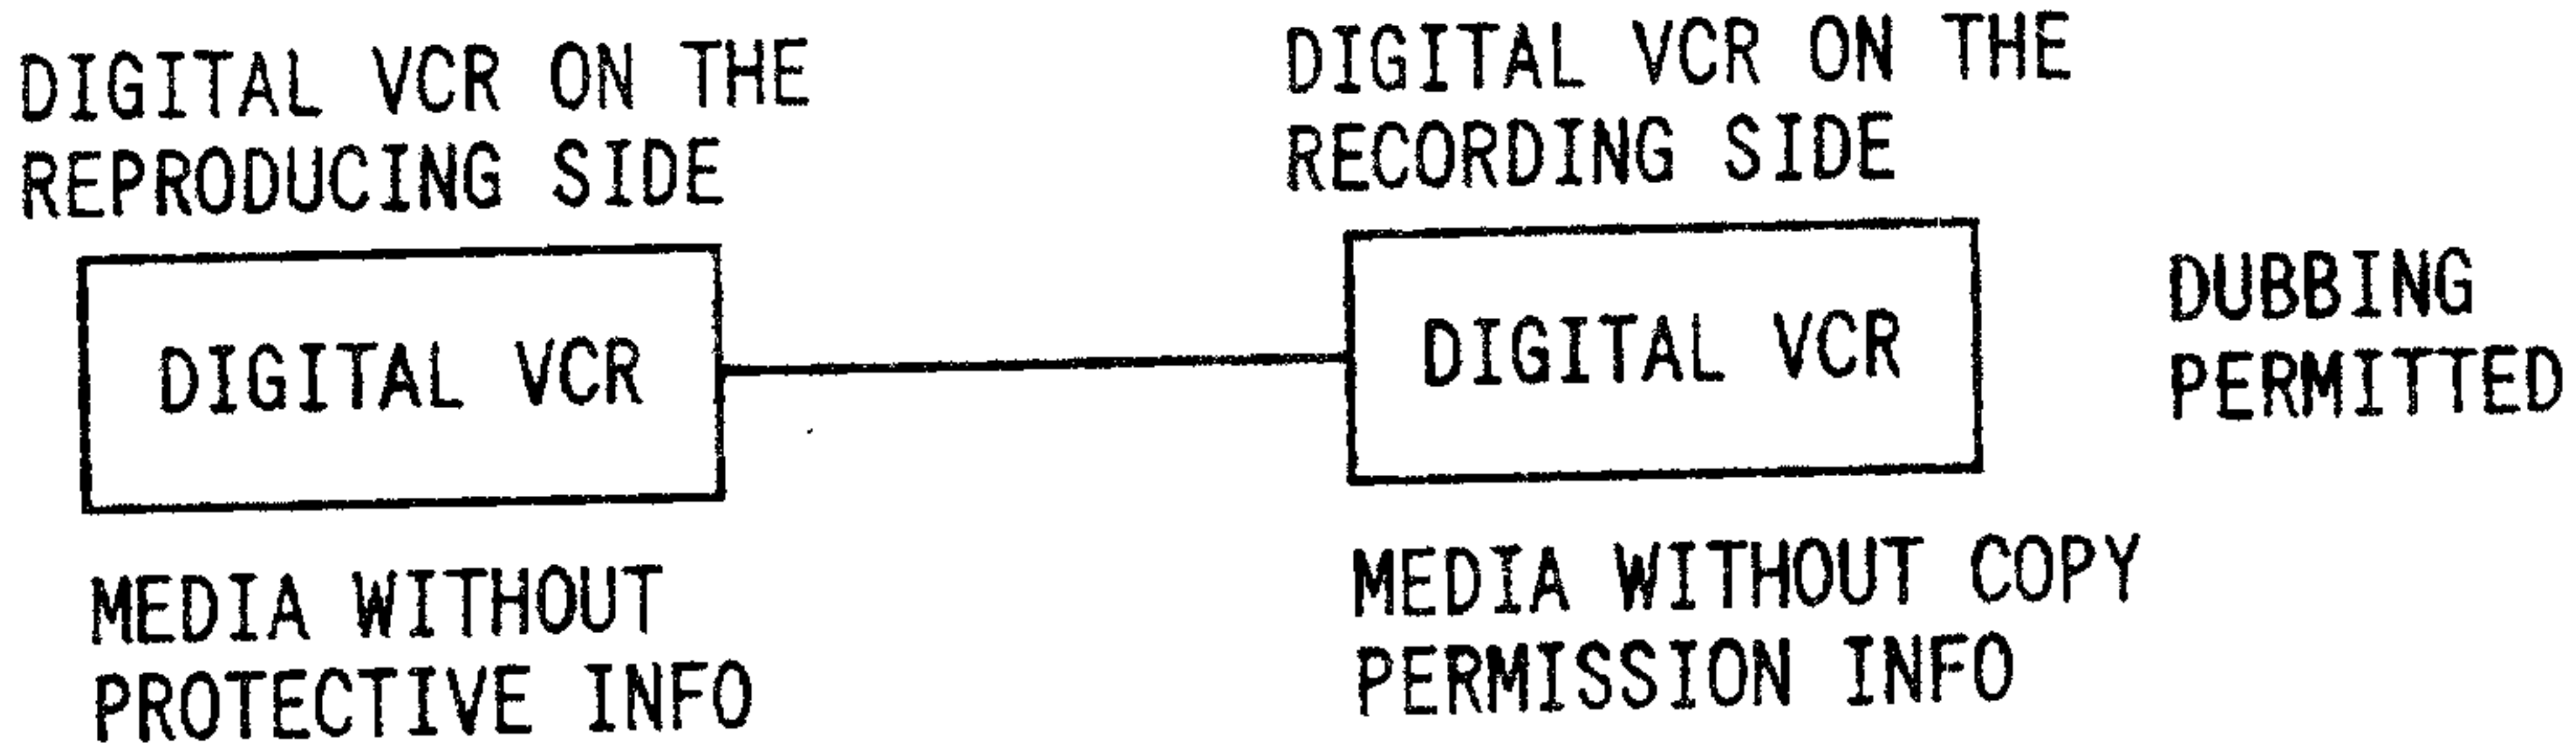 DIGITAL VCR ON THE
REPRODUCING SIDE
DIGITAL VCR
MEDIA WITHOUT
PROTECTIVE INFO
DIGITAL VCR ON THE
RECORDING SIDE
DIGITAL VCR
MEDIA WITHOUT COPY
PERMISSION INFO
DUBBING
PERMITTED